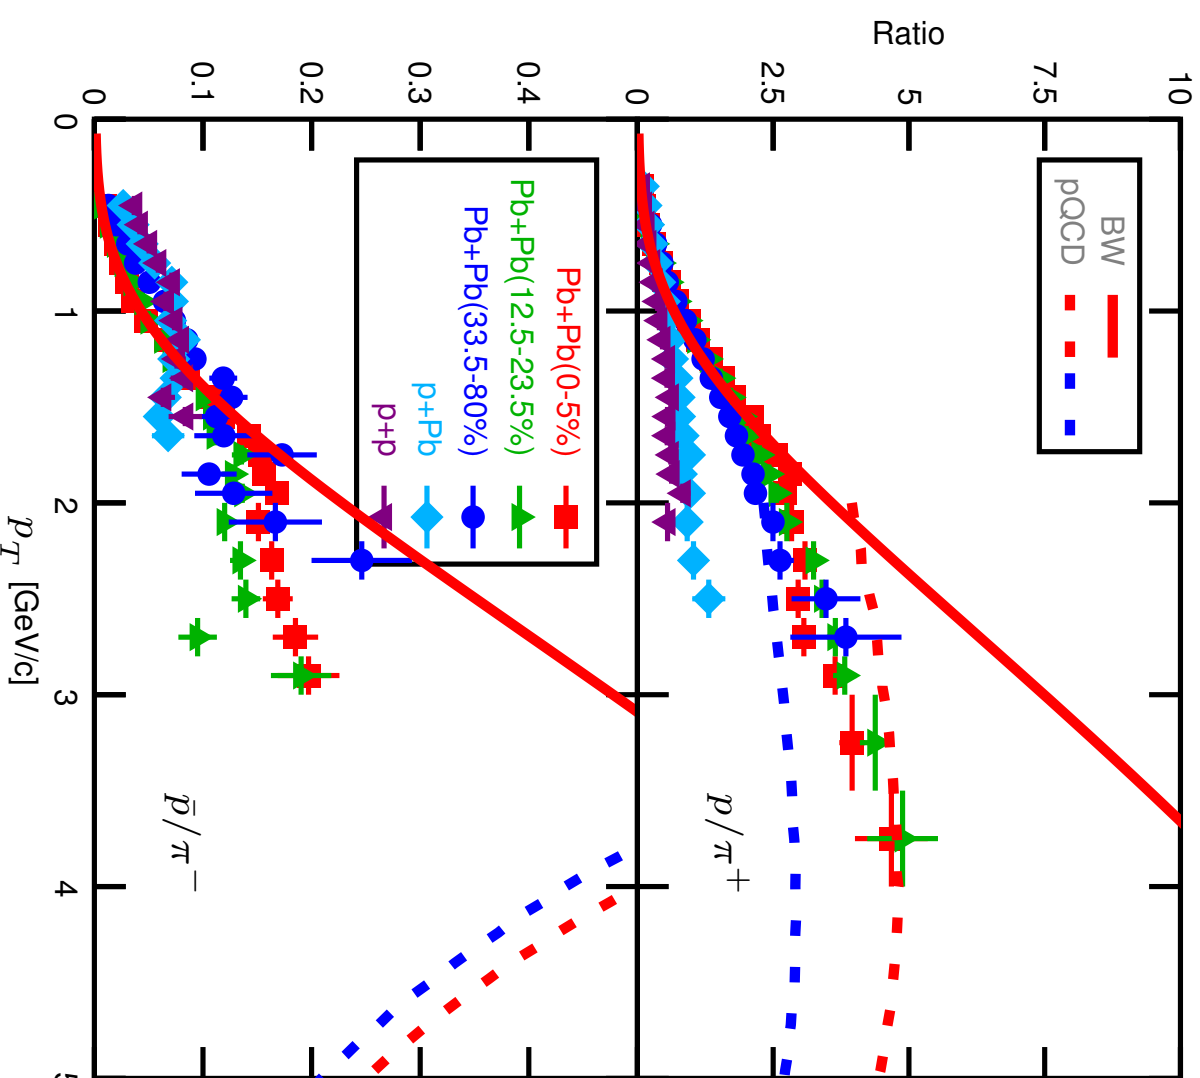 Ratio
10
7.5
5
2.5
0
BW
pQCD
p/π⁺
0.4
0.3
0.2
0.1
0
Pb+Pb(0-5%)
Pb+Pb(12.5-23.5%)
Pb+Pb(33.5-80%)
p+Pb
p+p
p̄/π⁻
0
1
2
3
4
p_T [GeV/c]